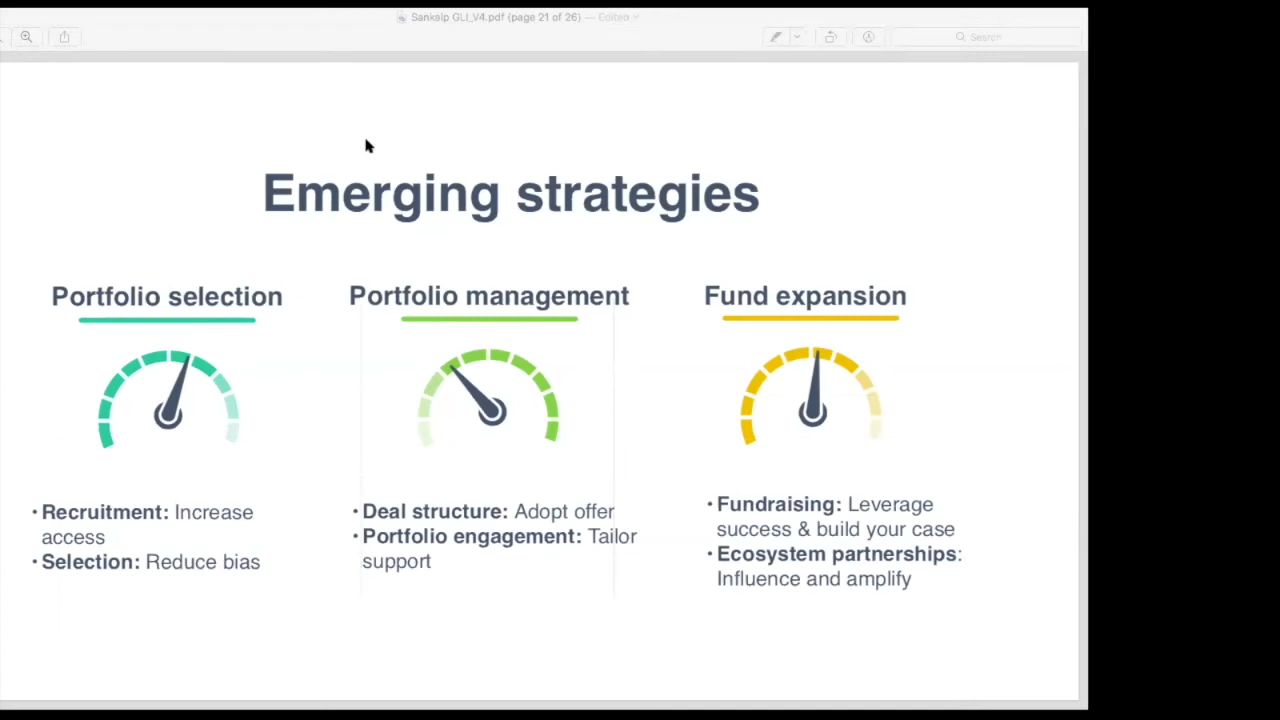 Sankalp GLI_V4.pdf (page 21 of 26) — Edited
Search
Emerging strategies
Portfolio selection
Portfolio management
Fund expansion
• Recruitment: Increase
access
• Selection: Reduce bias
• Deal structure: Adopt offer
• Portfolio engagement: Tailor
support
• Fundraising: Leverage
success & build your case
• Ecosystem partnerships:
Influence and amplify